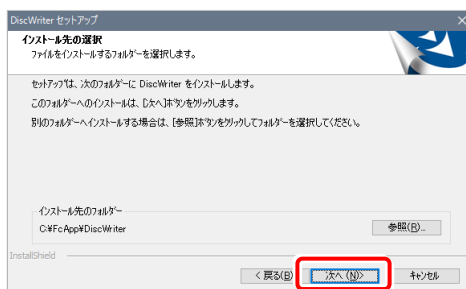 DiscWriter セットアップ
インストール先の選択
ファイルをインストールするフォルダーを選択します。
セットアップは、次のフォルダーに DiscWriter をインストールします。
このフォルダーへのインストールは、[次へ]ボタンをクリックします。
別のフォルダーへインストールする場合は、[参照]ボタンをクリックしてフォルダーを選択してください。
インストール先のフォルダー
C:¥FcApp¥DiscWriter
参照(R)...
InstallShield
< 戻る(B)
次へ(N)>
キャンセル